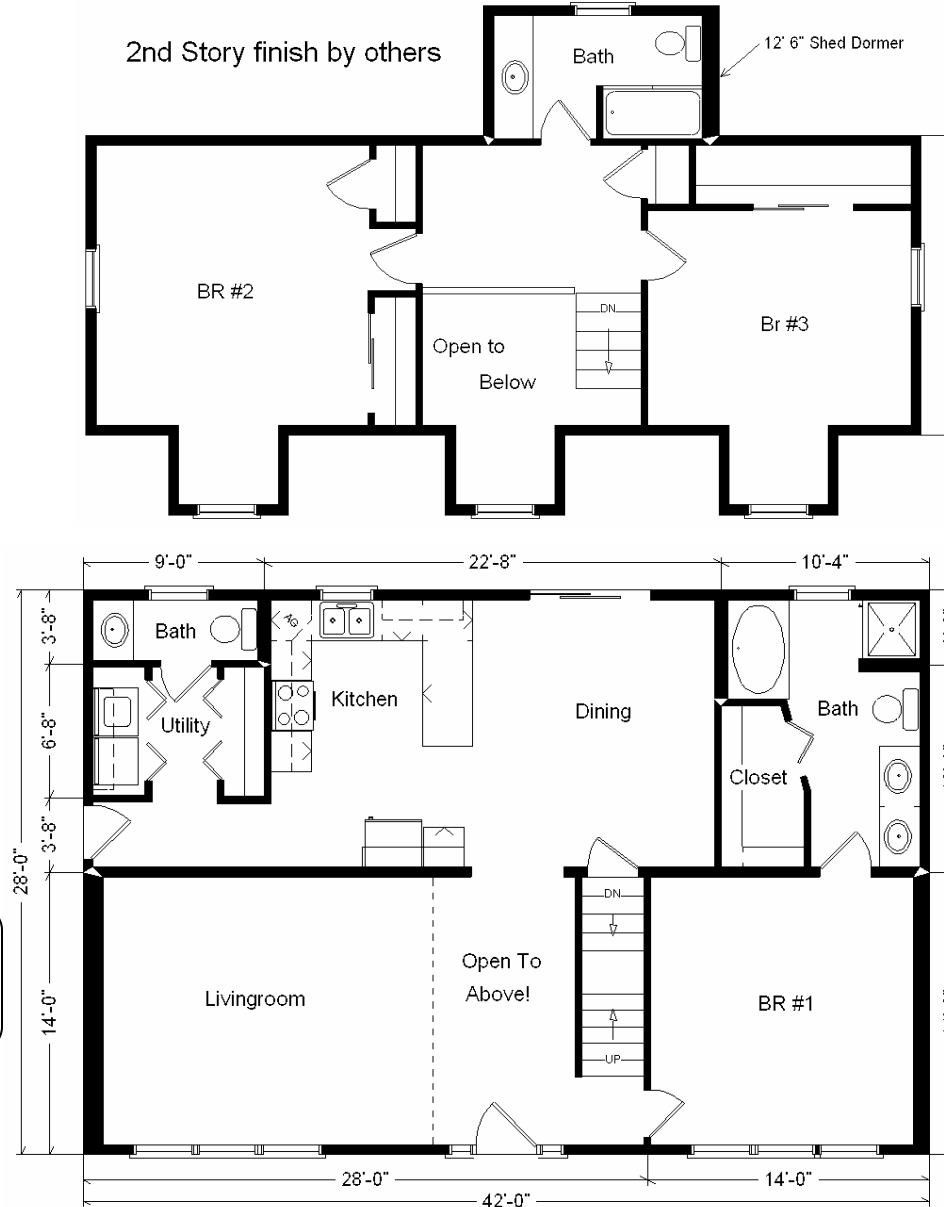 2nd Story finish by others
Bath
12' 6" Shed Dormer
BR #2
Br #3
DN
Open to
Below
9'-0"
22'-8"
10'-4"
3'-8"
AG
Bath
Kitchen
Dining
Bath
Utility
6'-8"
Closet
3'-8"
28'-0"
DN
Open To
Above!
Livingroom
BR #1
14'-0"
UP
28'-0"
14'-0"
42'-0"